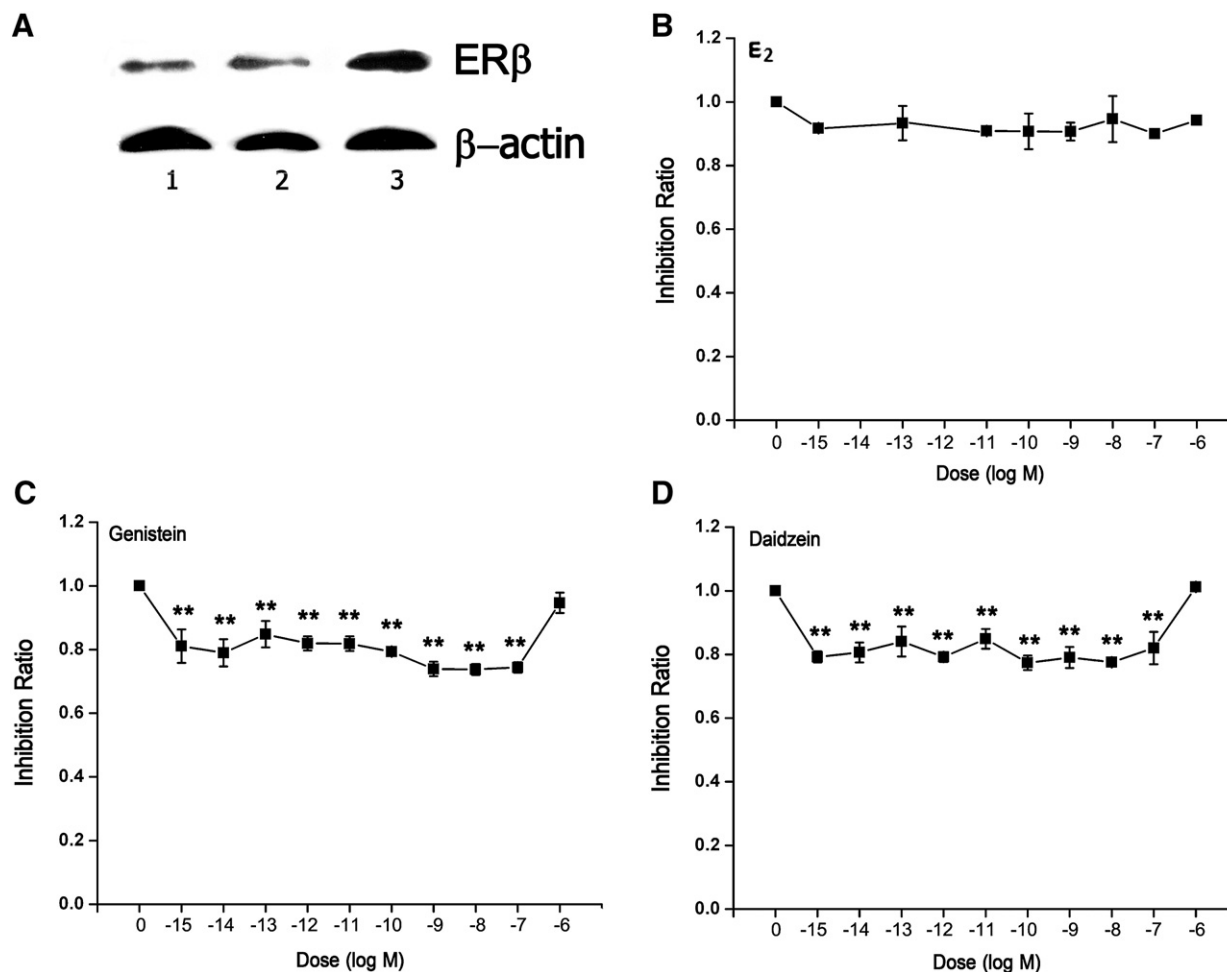 A
ERβ
β–actin
1 2 3
B
E2
Inhibition Ratio
1.2
1.0
0.8
0.6
0.4
0.2
0.0
0 -15 -14 -13 -12 -11 -10 -9 -8 -7 -6
Dose (log M)
C
Genistein
Inhibition Ratio
1.2
1.0
0.8
0.6
0.4
0.2
0.0
** ** ** ** ** ** ** ** **
0 -15 -14 -13 -12 -11 -10 -9 -8 -7 -6
Dose (log M)
D
Daidzein
Inhibition Ratio
1.2
1.0
0.8
0.6
0.4
0.2
0.0
** ** ** ** ** ** ** ** **
0 -15 -14 -13 -12 -11 -10 -9 -8 -7 -6
Dose (log M)